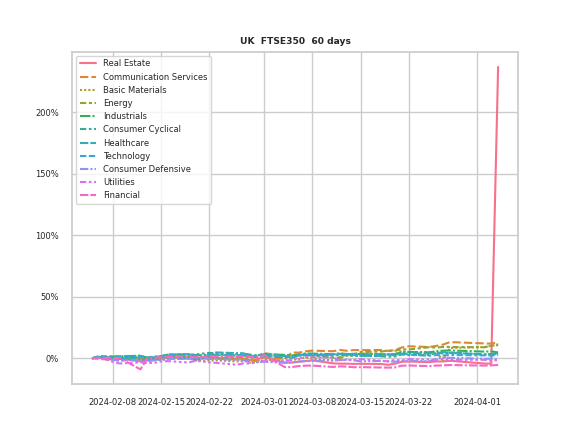 UK FTSE350 60 days
Real Estate
Communication Services
Basic Materials
Energy
Industrials
Consumer Cyclical
Healthcare
Technology
Consumer Defensive
Utilities
Financial
200%
150%
100%
50%
0%
2024-02-08 2024-02-15 2024-02-22 2024-03-01 2024-03-08 2024-03-15 2024-03-22 2024-04-01